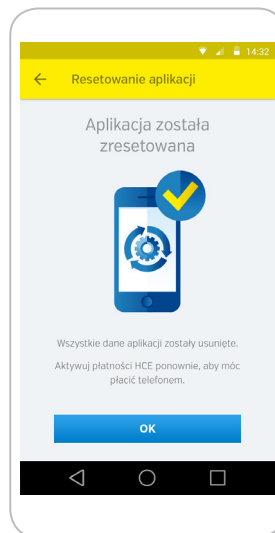 14:32
Resetowanie aplikacji
Aplikacja została
zresetowana
Wszystkie dane aplikacji zostały usunięte.
Aktywuj płatności HCE ponownie, aby móc
płacić telefonem.
OK